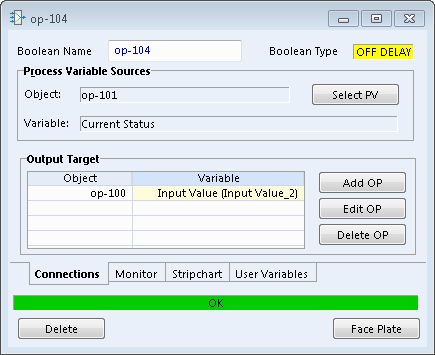 op-104
Boolean Name op-104 Boolean Type OFF DELAY
Process Variable Sources
Object: op-101 Select PV
Variable: Current Status
Output Target
Object Variable Add OP
op-100 Input Value (Input Value_2)
Edit OP
Delete OP
Connections Monitor Stripchart User Variables
OK
Delete Face Plate